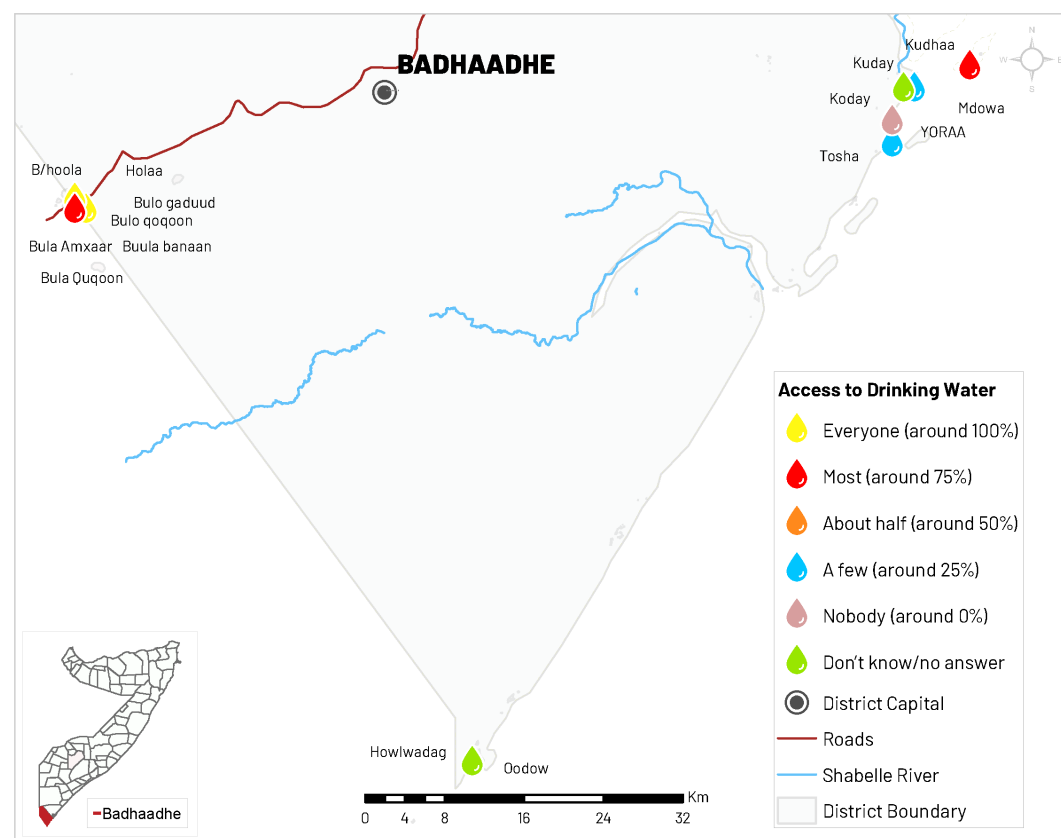 BADHAADHE
Kudhaa
N
W
E
S
Kuday
Koday
Mdowa
YORAA
Tosha
B/hoola
Holaa
Bulo gaduud
Bulo qoqoon
Bula Amxaar
Buula banaan
Bula Quqoon
Access to Drinking Water
Everyone (around 100%)
Most (around 75%)
About half (around 50%)
A few (around 25%)
Nobody (around 0%)
Don't know/no answer
District Capital
Roads
Shabelle River
District Boundary
Howlwadag
Oodow
Km
0 4 8 16 24 32
Badhaadhe